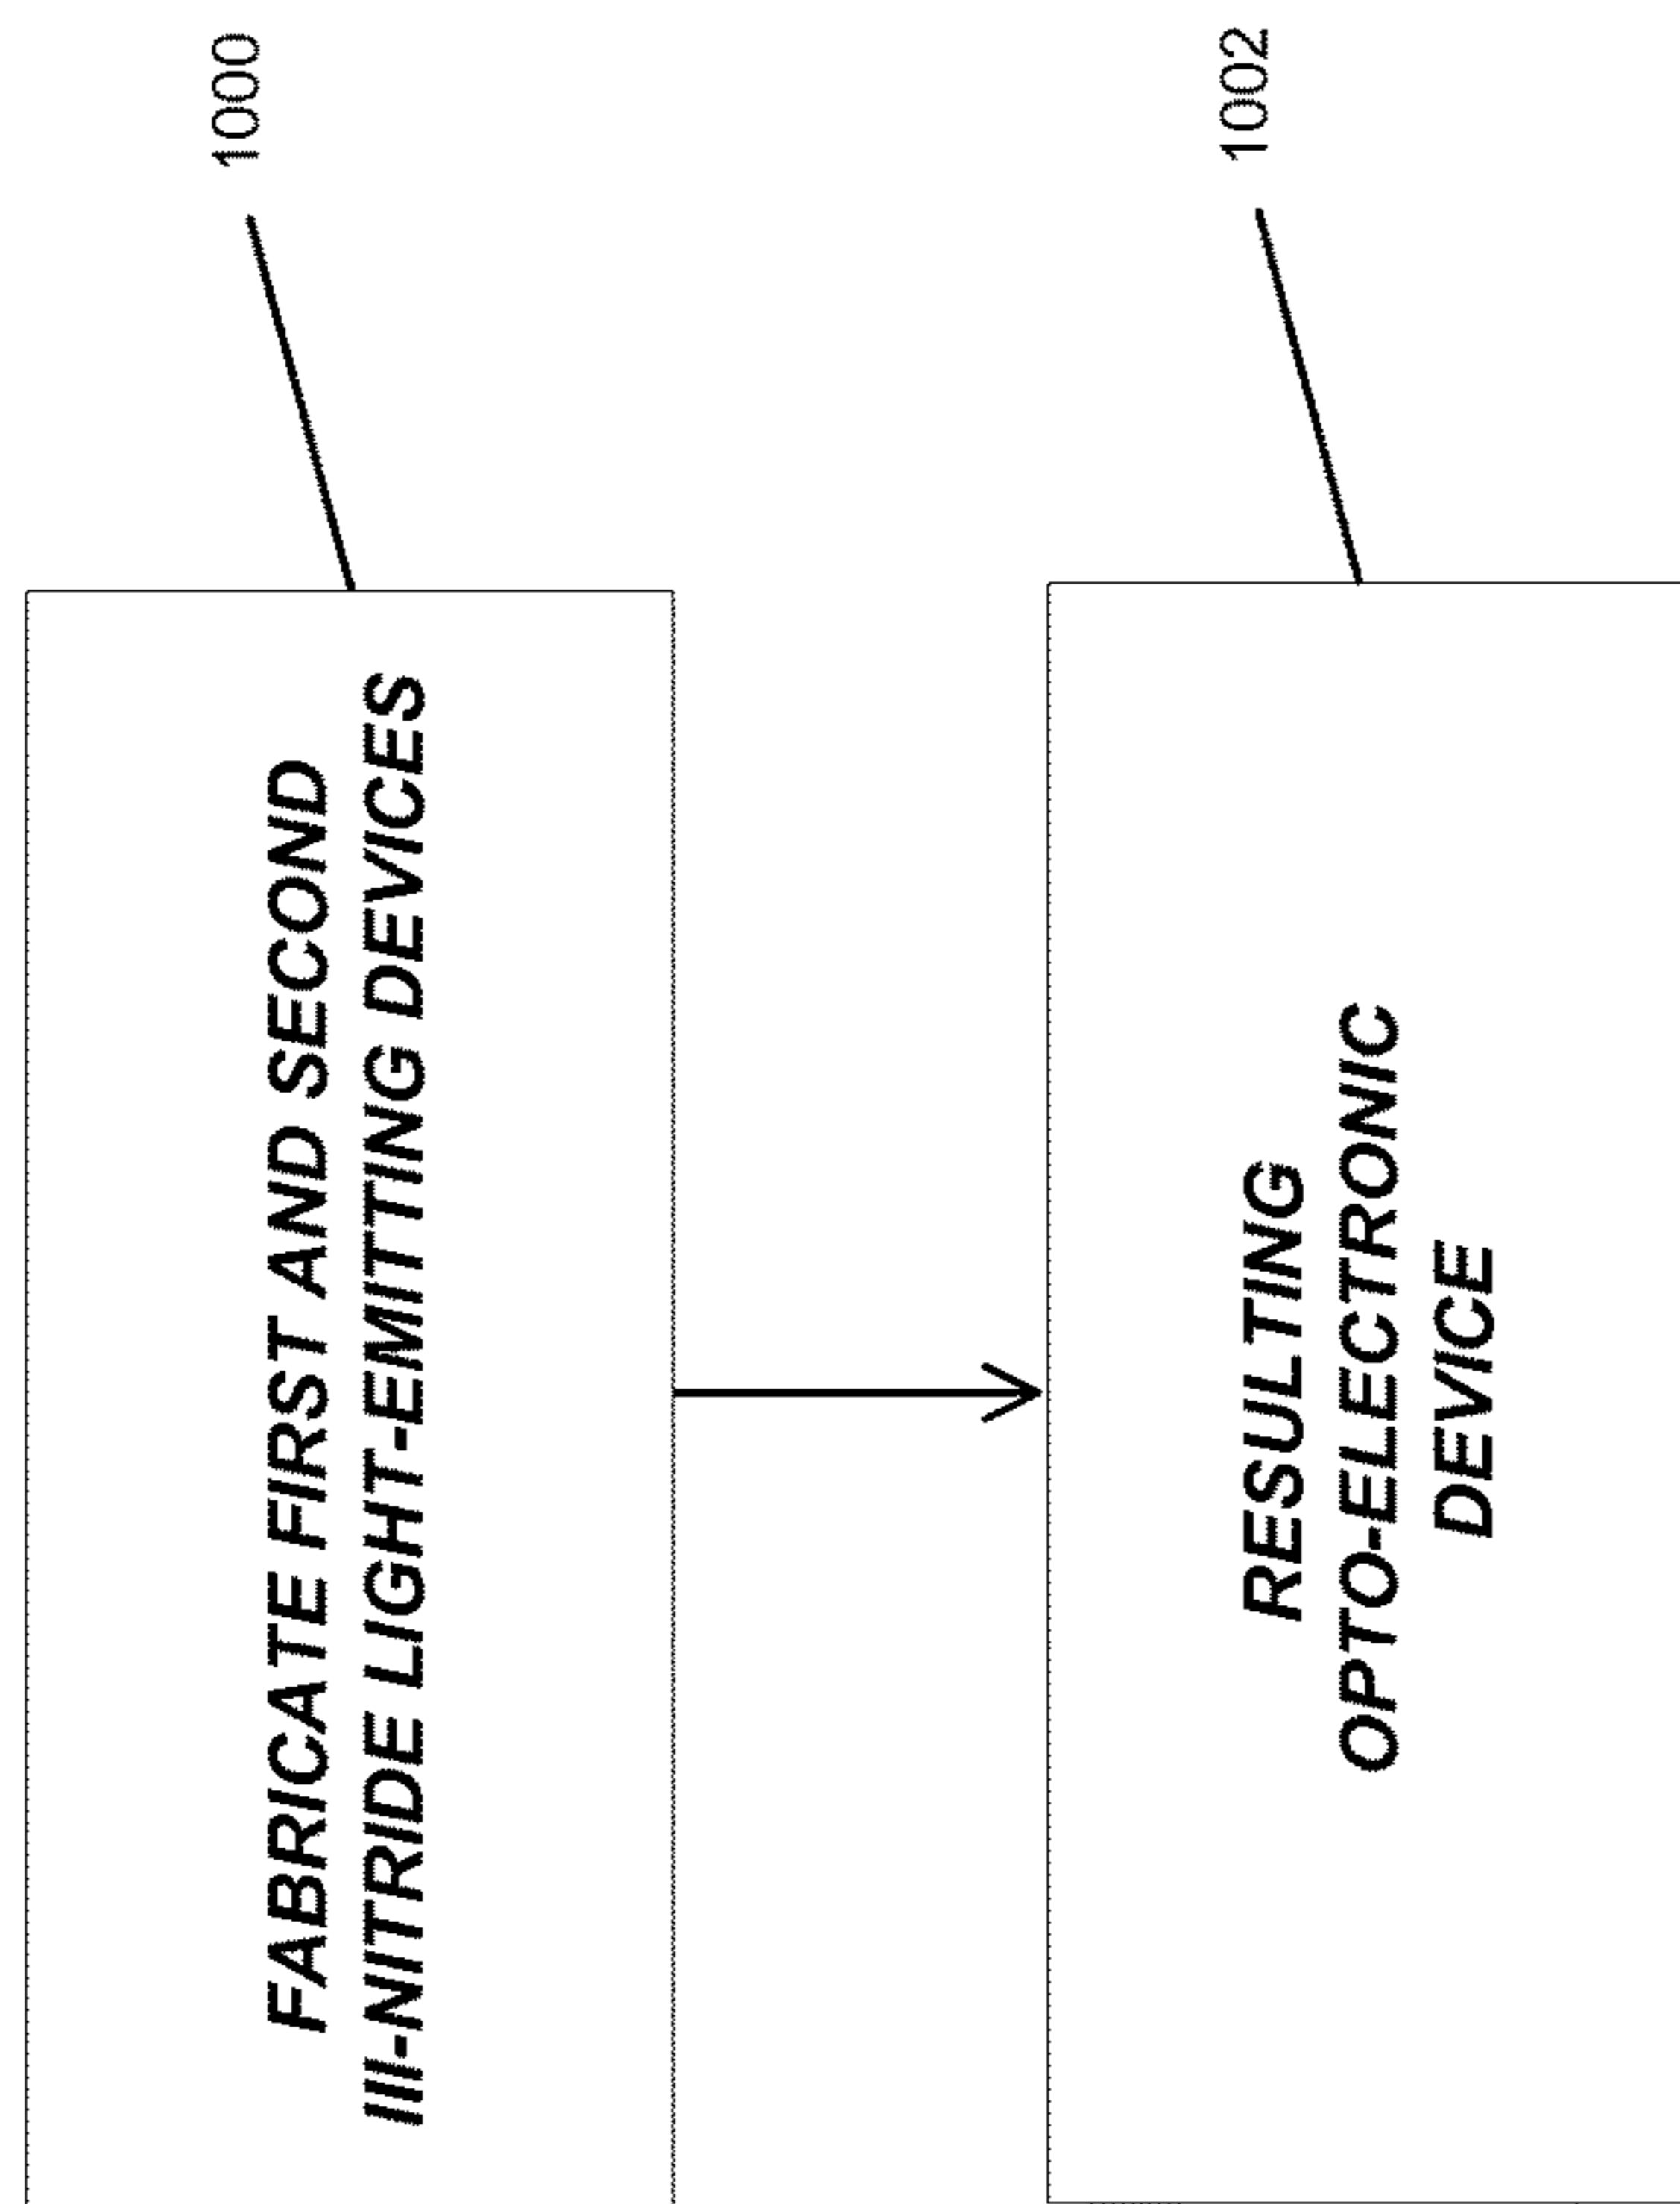 1000
FABRICATE FIRST AND SECOND
III-NITRIDE LIGHT-EMITTING DEVICES
1002
RESULTING
OPTO-ELECTRONIC
DEVICE